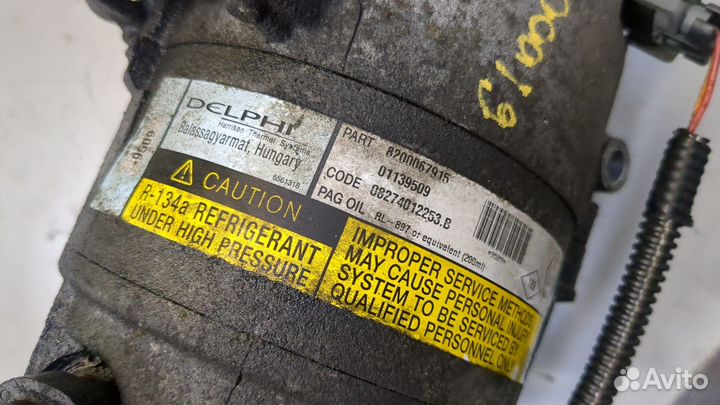 DELPHI
Harrison Thermal Systems
Balassagyarmat, Hungary
6561318
9509
PART 8200067915
01139509
CODE 08274012253.B
PAG OIL RL-897 or equivalent (200ml)
CAUTION
R-134a REFRIGERANT
UNDER HIGH PRESSURE
IMPROPER SERVICE METHODS
MAY CAUSE PERSONAL INJURY
SYSTEM TO BE SERVICED BY
QUALIFIED PERSONNEL ONLY
Avito